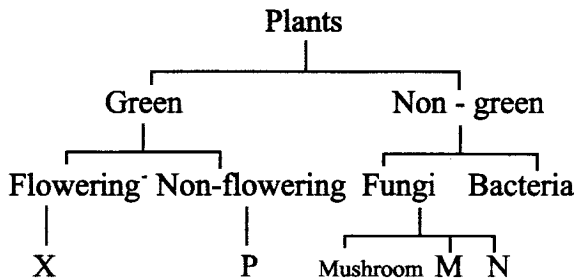 Plants
Green Non - green
Flowering Non-flowering Fungi Bacteria
X P Mushroom M N